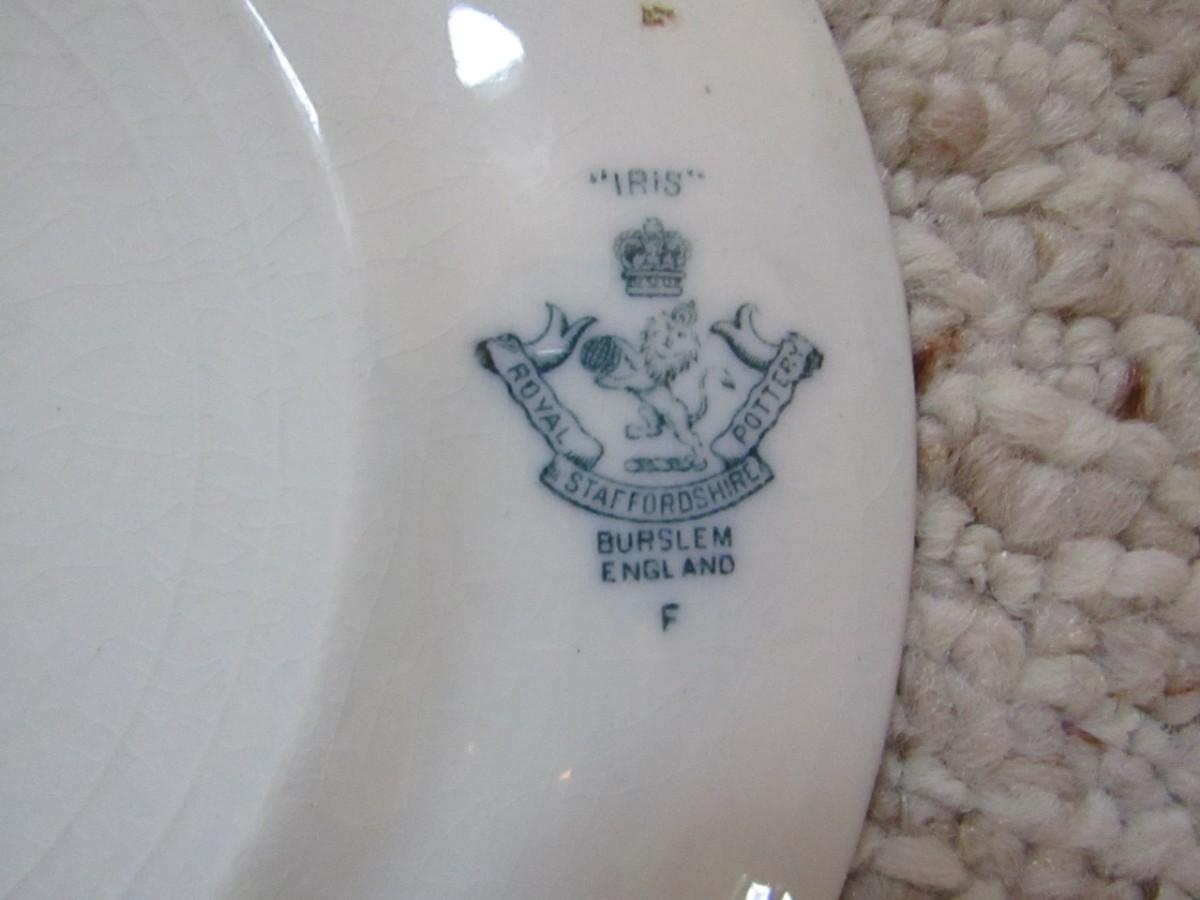 "IRIS"
ROYAL
STAFFORDSHIRE
POTTERY
BURSLEM
ENGLAND
F